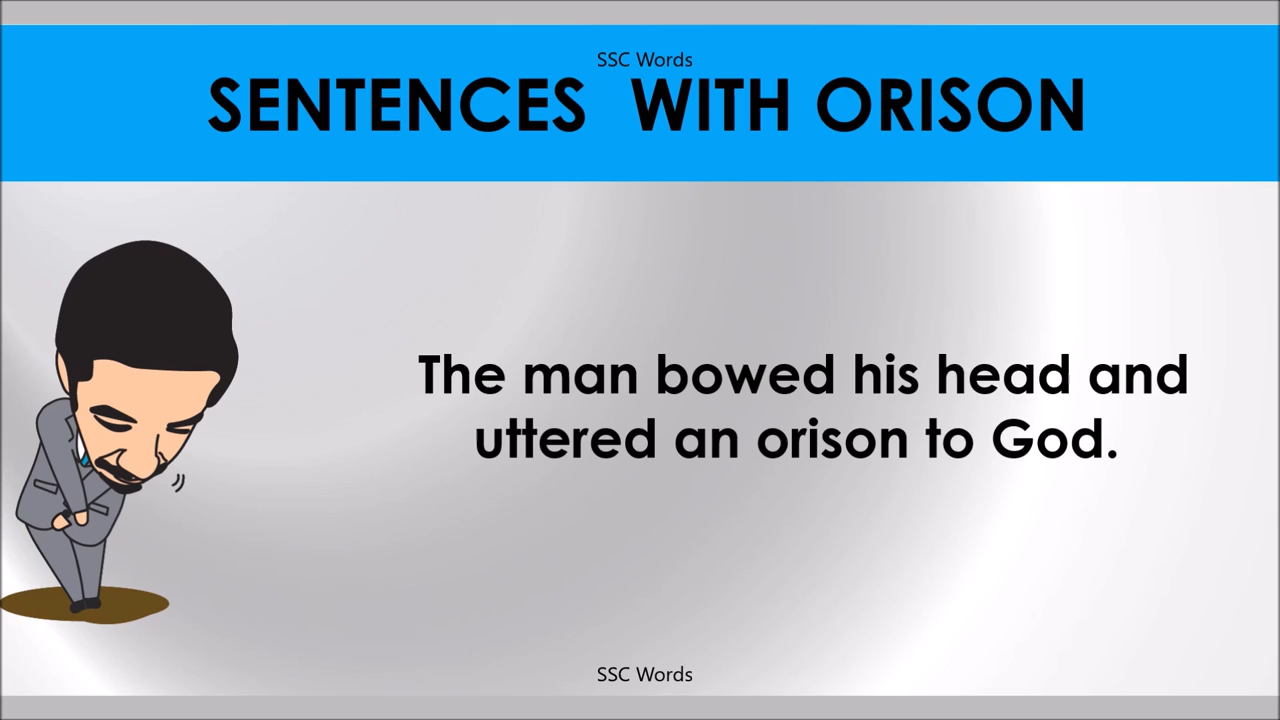 SSC Words
SENTENCES WITH ORISON
The man bowed his head and
uttered an orison to God.
SSC Words